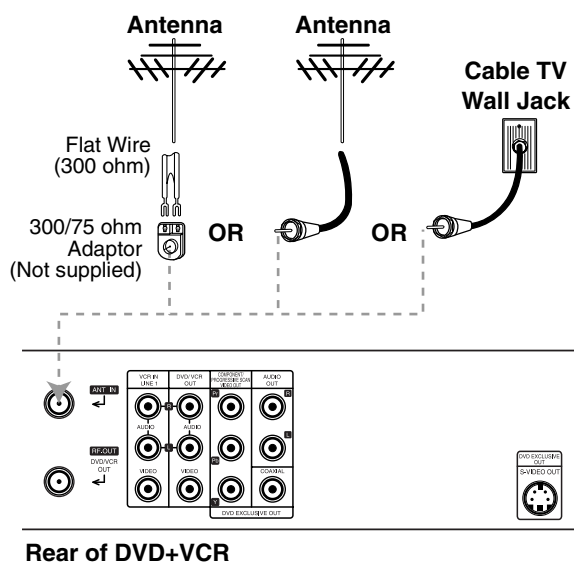 Antenna
Antenna
Cable TV
Wall Jack
Flat Wire
(300 ohm)
300/75 ohm
Adaptor
(Not supplied)
OR
OR
ANT IN
RF.OUT
DVD/VCR
OUT
VCR IN
LINE 1
DVD/VCR
OUT
COMPONENT/
PROGRESSIVE SCAN
VIDEO OUT
AUDIO
OUT
R
Pr
R
AUDIO
AUDIO
L
L
Pb
VIDEO
VIDEO
COAXIAL
Y
DVD EXCLUSIVE OUT
DVD EXCLUSIVE
OUT
S-VIDEO OUT
Rear of DVD+VCR